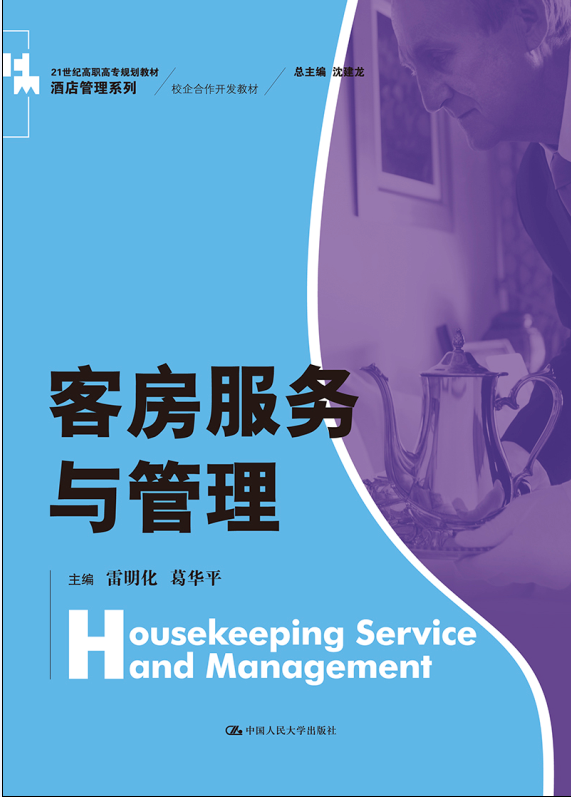 21世纪高职高专规划教材
酒店管理系列
校企合作开发教材
总主编 沈建龙
客房服务
与管理
主编 雷明化 葛华平
Housekeeping Service
and Management
中国人民大学出版社